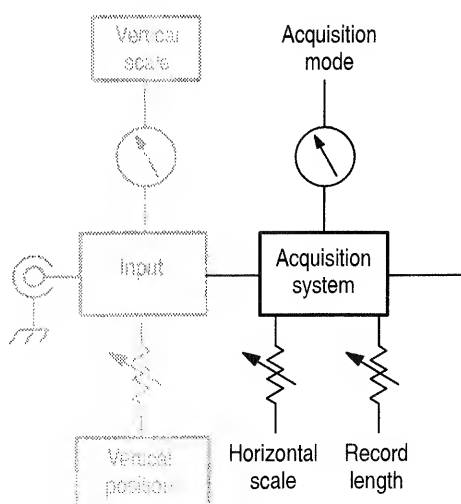 Vertical
scale
Acquisition
mode
Input
Acquisition
system
Vertical
position
Horizontal
scale
Record
length